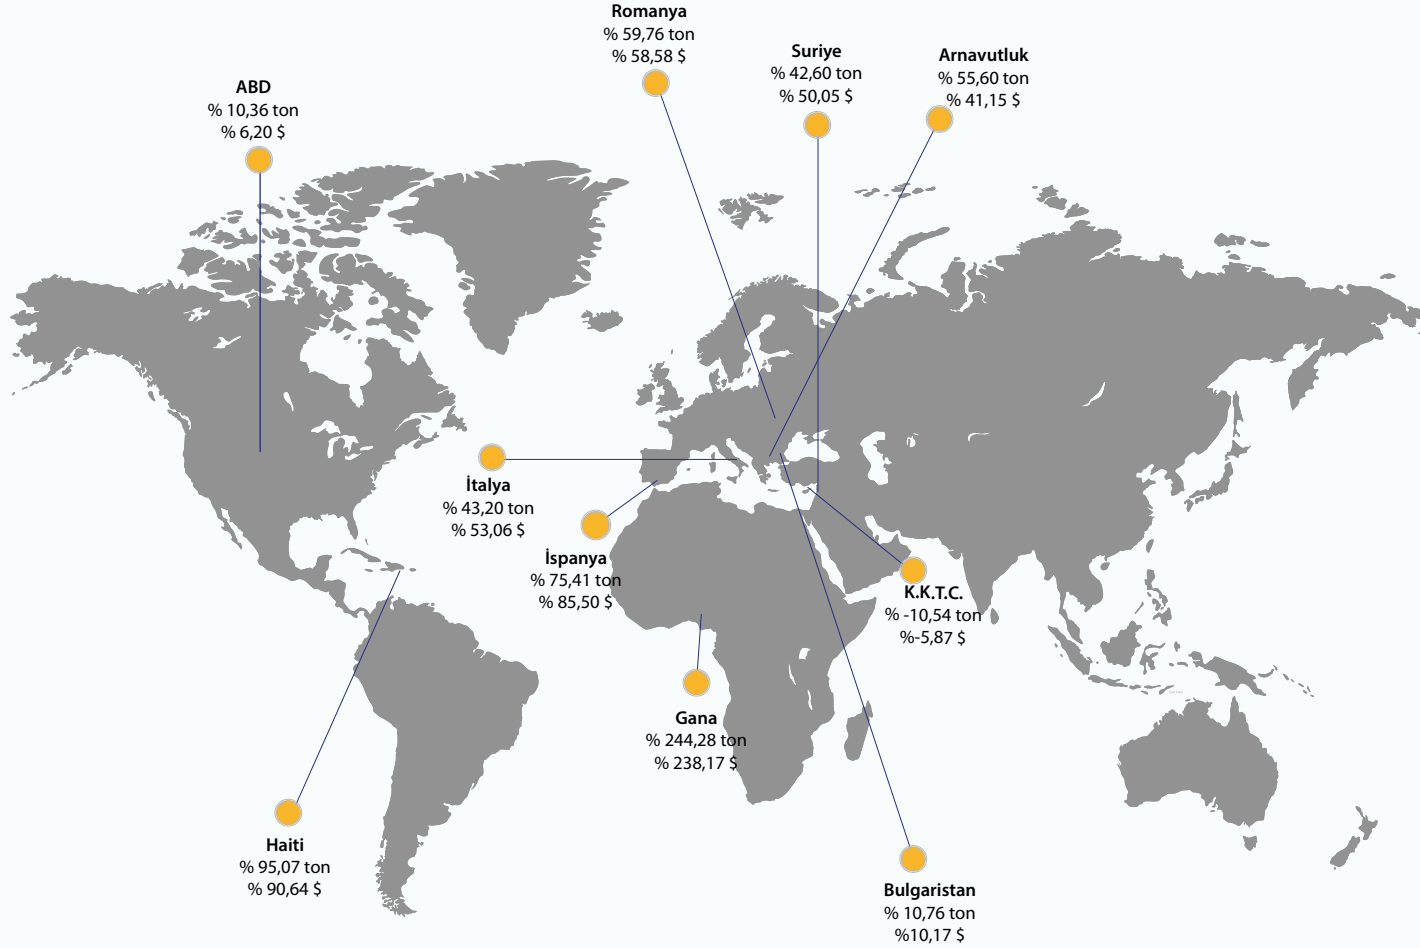 Romanya
% 59,76 ton
% 58,58 $
Suriye
% 42,60 ton
% 50,05 $
Arnavutluk
% 55,60 ton
% 41,15 $
ABD
% 10,36 ton
% 6,20 $
İtalya
% 43,20 ton
% 53,06 $
İspanya
% 75,41 ton
% 85,50 $
K.K.T.C.
% -10,54 ton
%-5,87 $
Gana
% 244,28 ton
% 238,17 $
Haiti
% 95,07 ton
% 90,64 $
Bulgaristan
% 10,76 ton
%10,17 $